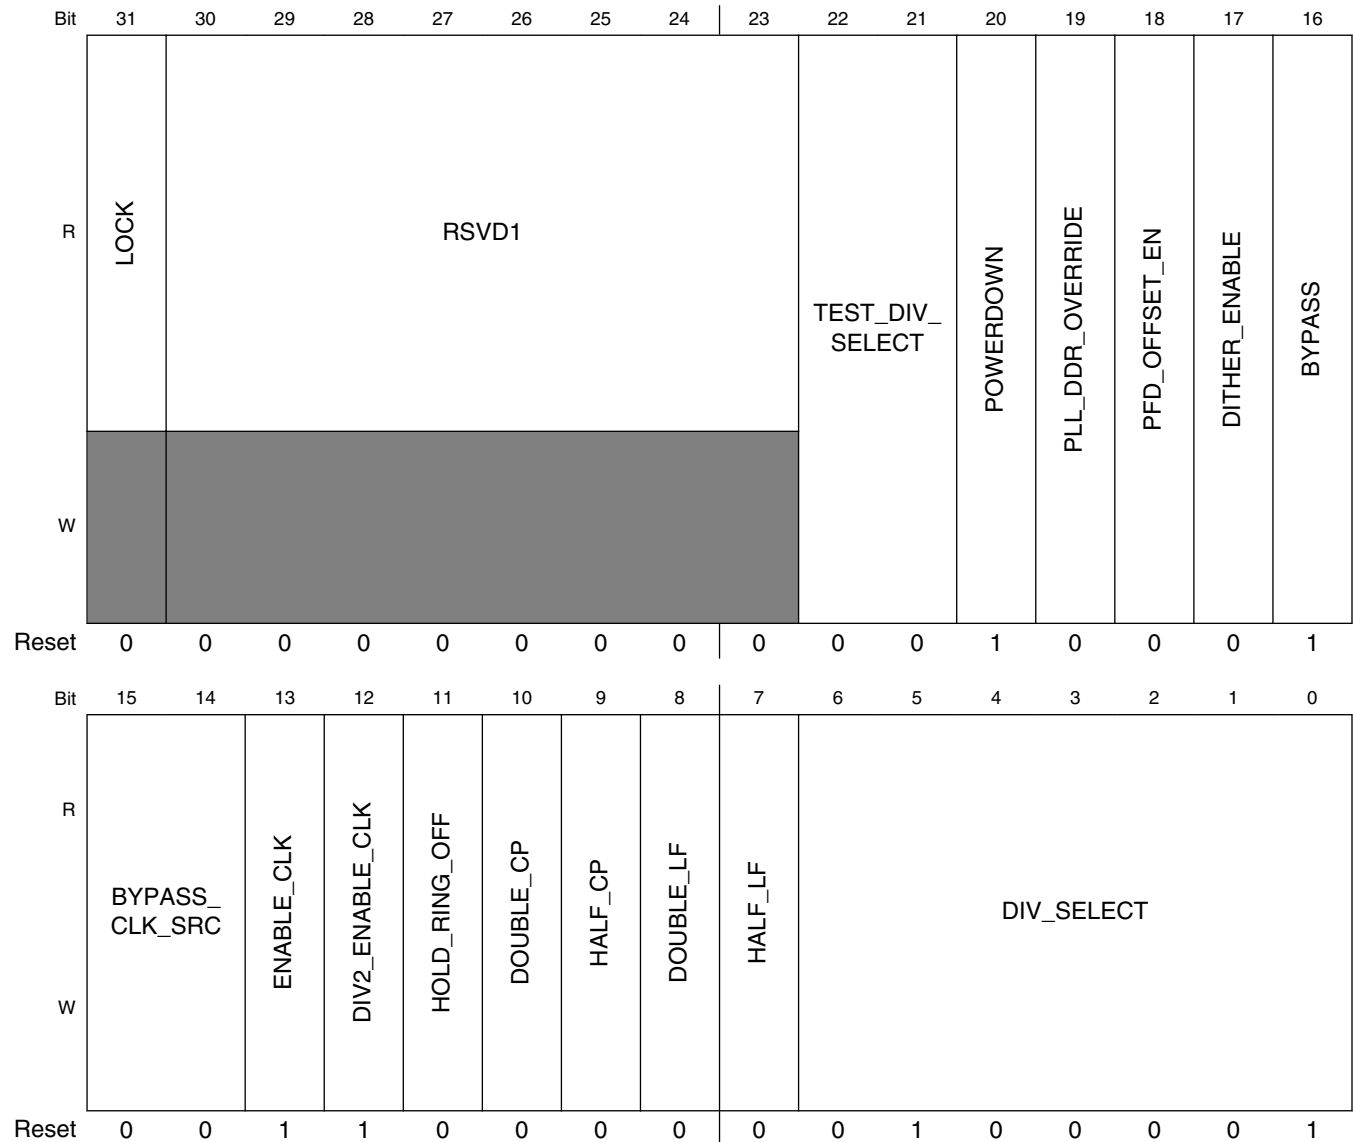 Bit 31 30 29 28 27 26 25 24 23 22 21 20 19 18 17 16
R LOCK RSVD1 TEST_DIV_
SELECT POWERDOWN PLL_DDR_OVERRIDE PFD_OFFSET_EN DITHER_ENABLE BYPASS
W
Reset 0 0 0 0 0 0 0 0 0 0 0 1 0 0 0 1
Bit 15 14 13 12 11 10 9 8 7 6 5 4 3 2 1 0
R
BYPASS_
CLK_SRC ENABLE_CLK DIV2_ENABLE_CLK HOLD_RING_OFF DOUBLE_CP HALF_CP DOUBLE_LF HALF_LF DIV_SELECT
W
Reset 0 0 1 1 0 0 0 0 0 0 1 0 0 0 0 1